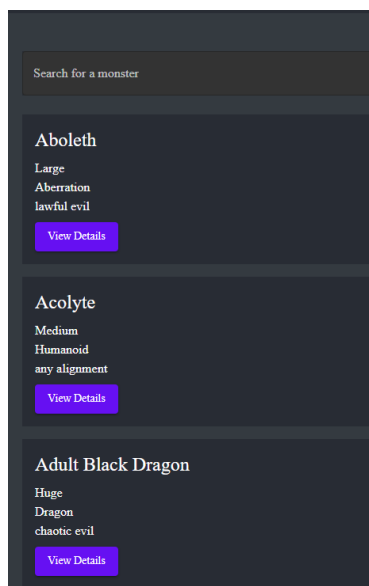 Search for a monster
Aboleth
Large
Aberration
lawful evil
View Details
Acolyte
Medium
Humanoid
any alignment
View Details
Adult Black Dragon
Huge
Dragon
chaotic evil
View Details